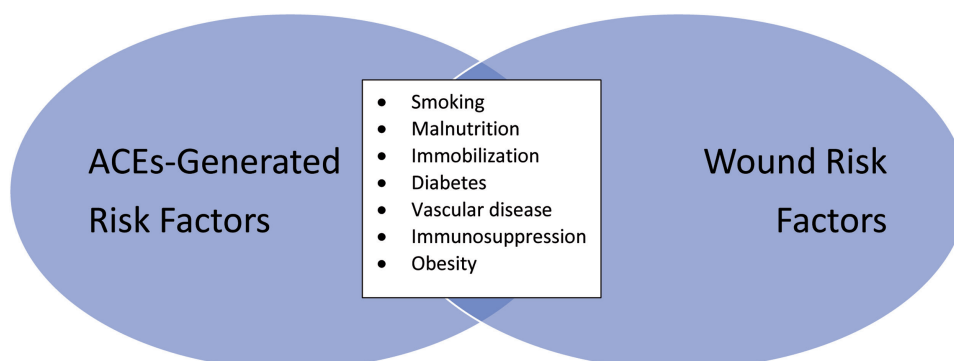 ACEs-Generated
Risk Factors
• Smoking
• Malnutrition
• Immobilization
• Diabetes
• Vascular disease
• Immunosuppression
• Obesity
Wound Risk
Factors